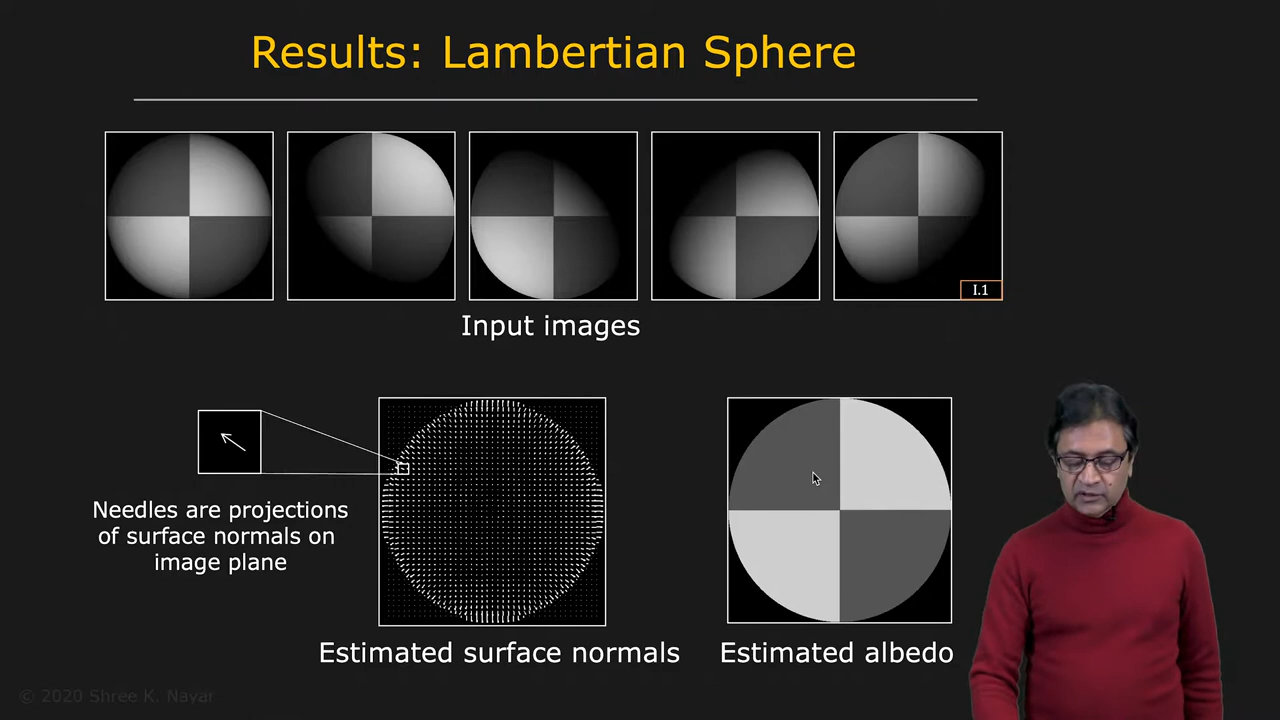 Results: Lambertian Sphere
I.1
Input images
Needles are projections
of surface normals on
image plane
Estimated surface normals
Estimated albedo
© 2020 Shree K. Nayar